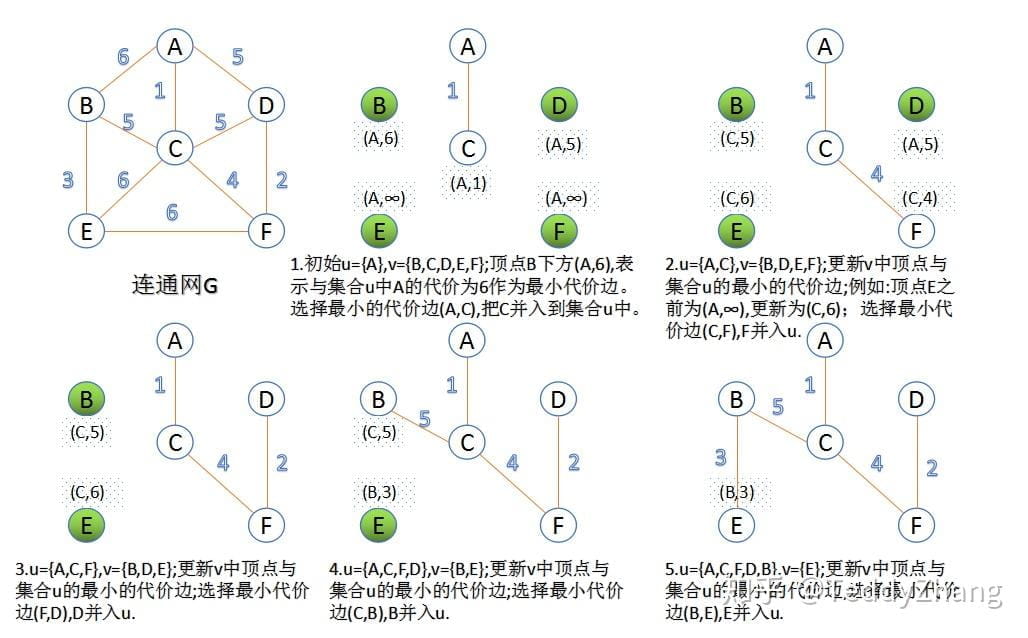 A
6
5
B
1
D
5
5
C
3
6
4
2
6
E
F
连通网G
A
1
B
D
(A,6)
C
(A,5)
(A,1)
(A,∞)
(A,∞)
E
F
1.初始u={A},v={B,C,D,E,F};顶点B下方(A,6),表
示与集合u中A的代价为6作为最小代价边。
选择最小的代价边(A,C),把C并入到集合u中。
A
1
B
D
(C,5)
C
(A,5)
4
(C,6)
(C,4)
E
F
2.u={A,C},v={B,D,E,F};更新v中顶点与
集合u的最小的代价边;例如:顶点E之
前为(A,∞),更新为(C,6)；选择最小代
价边(C,F),F并入u.
A
1
B
D
(C,5)
C
4
2
(C,6)
E
F
3.u={A,C,F},v={B,D,E};更新v中顶点与
集合u的最小的代价边;选择最小代价
边(F,D),D并入u.
A
1
B
D
5
(C,5)
C
4
2
(B,3)
E
F
4.u={A,C,F,D},v={B,E};更新v中顶点与
集合u的最小的代价边;选择最小代价
边(C,B),B并入u.
A
1
B
D
5
C
3
4
2
(B,3)
E
F
5.u={A,C,F,D,B},v={E};更新v中顶点与
集合u的最小的代价边,选择最小代价
边(B,E),E并入u.
知乎 @TeddyZhang